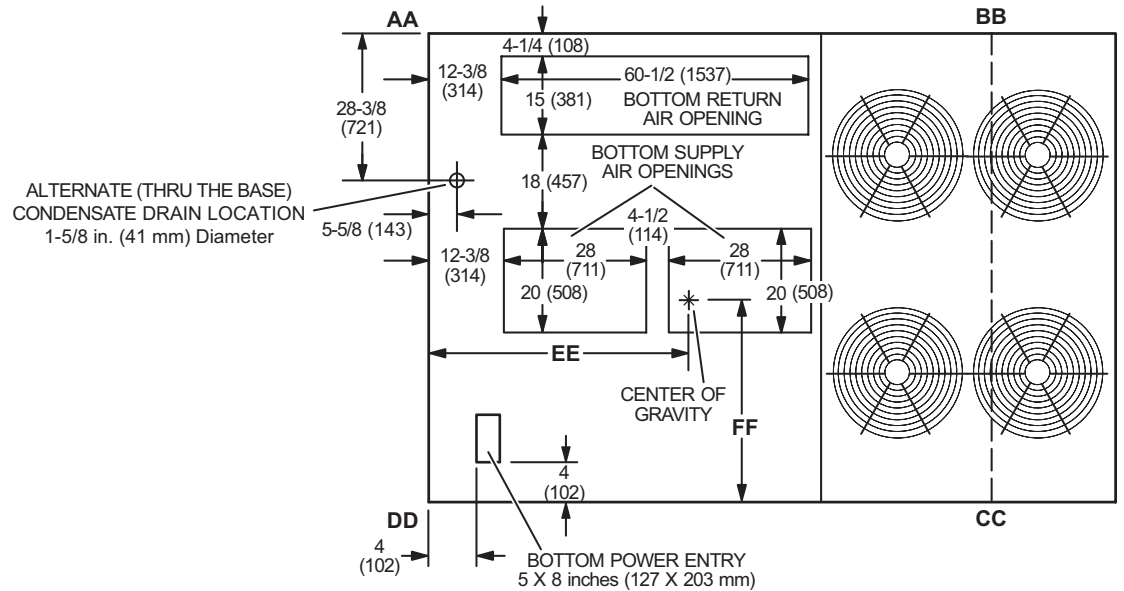 AA
BB
4-1/4 (108)
12-3/8
(314)
60-1/2 (1537)
28-3/8
(721)
15 (381)
BOTTOM RETURN
AIR OPENING
BOTTOM SUPPLY
AIR OPENINGS
18 (457)
ALTERNATE (THRU THE BASE)
CONDENSATE DRAIN LOCATION
1-5/8 in. (41 mm) Diameter
5-5/8 (143)
4-1/2
(114)
12-3/8
(314)
28
(711)
28
(711)
20 (508)
20 (508)
EE
CENTER OF
GRAVITY
FF
4
(102)
DD
CC
4
(102)
BOTTOM POWER ENTRY
5 X 8 inches (127 X 203 mm)